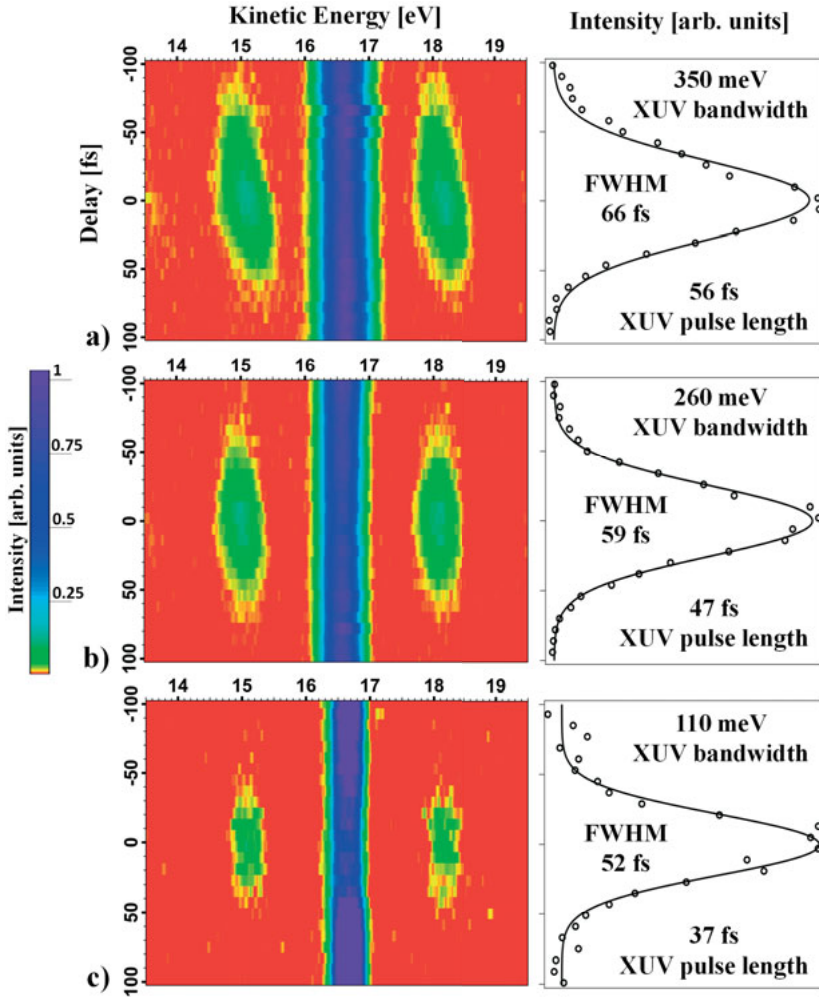 Kinetic Energy [eV]
Intensity [arb. units]
14 15 16 17 18 19
Delay [fs]
-100
-50
0
50
100
a)
350 meV
XUV bandwidth
FWHM
66 fs
56 fs
XUV pulse length
14 15 16 17 18 19
Intensity [arb. units]
1
0.75
0.5
0.25
-100
-50
0
50
100
b)
260 meV
XUV bandwidth
FWHM
59 fs
47 fs
XUV pulse length
14 15 16 17 18 19
-100
-50
0
50
100
c)
110 meV
XUV bandwidth
FWHM
52 fs
37 fs
XUV pulse length